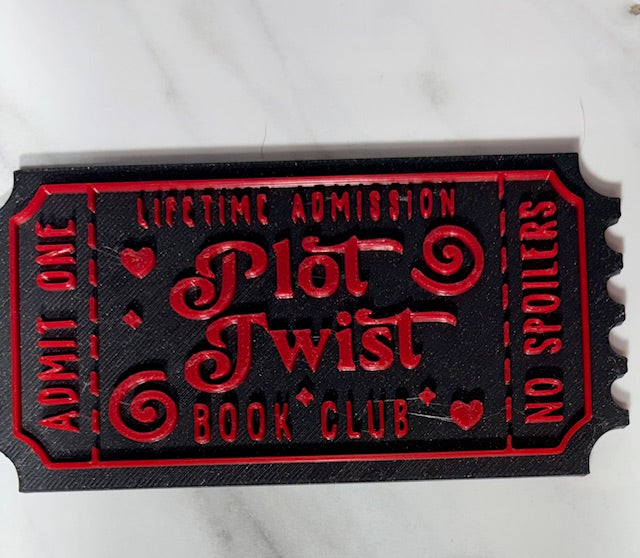 ADMIT ONE
LIFETIME ADMISSION
Plot
Twist
BOOK CLUB
NO SPOILERS